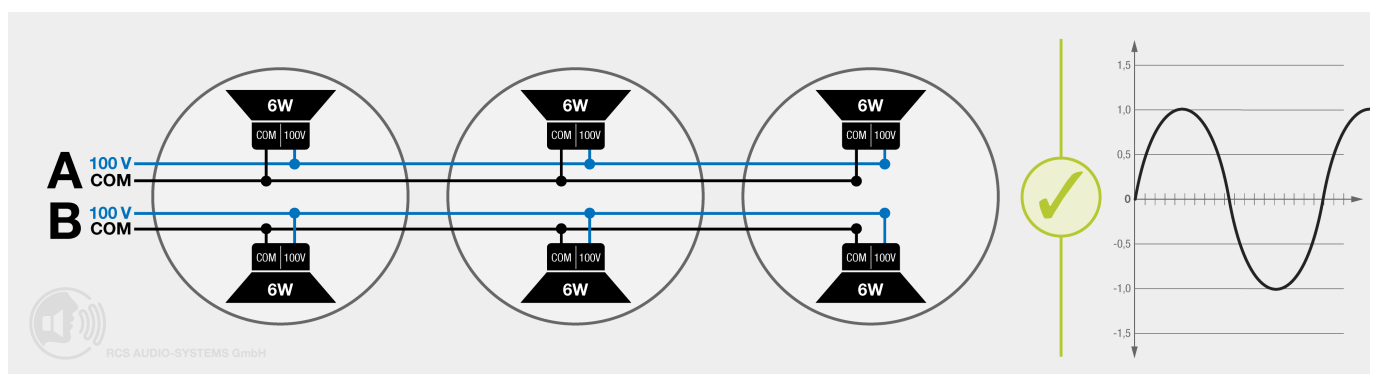 6W 6W 6W
COM 100V COM 100V COM 100V
A 100 V
COM
B 100 V
COM
COM 100V COM 100V COM 100V
6W 6W 6W
RCS AUDIO-SYSTEMS GmbH
1,5
1,0
0,5
0
-0,5
-1,0
-1,5